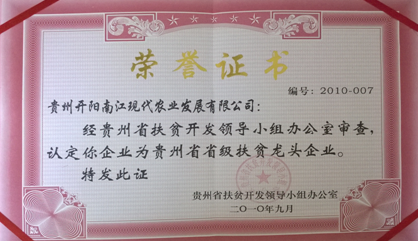 荣誉证书
编号：2010-007
贵州开阳南江现代农业发展有限公司：
经贵州省扶贫开发领导小组办公室审查，
认定你企业为贵州省省级扶贫龙头企业。
特发此证
贵州省扶贫开发领导小组办公室
二〇一〇年九月